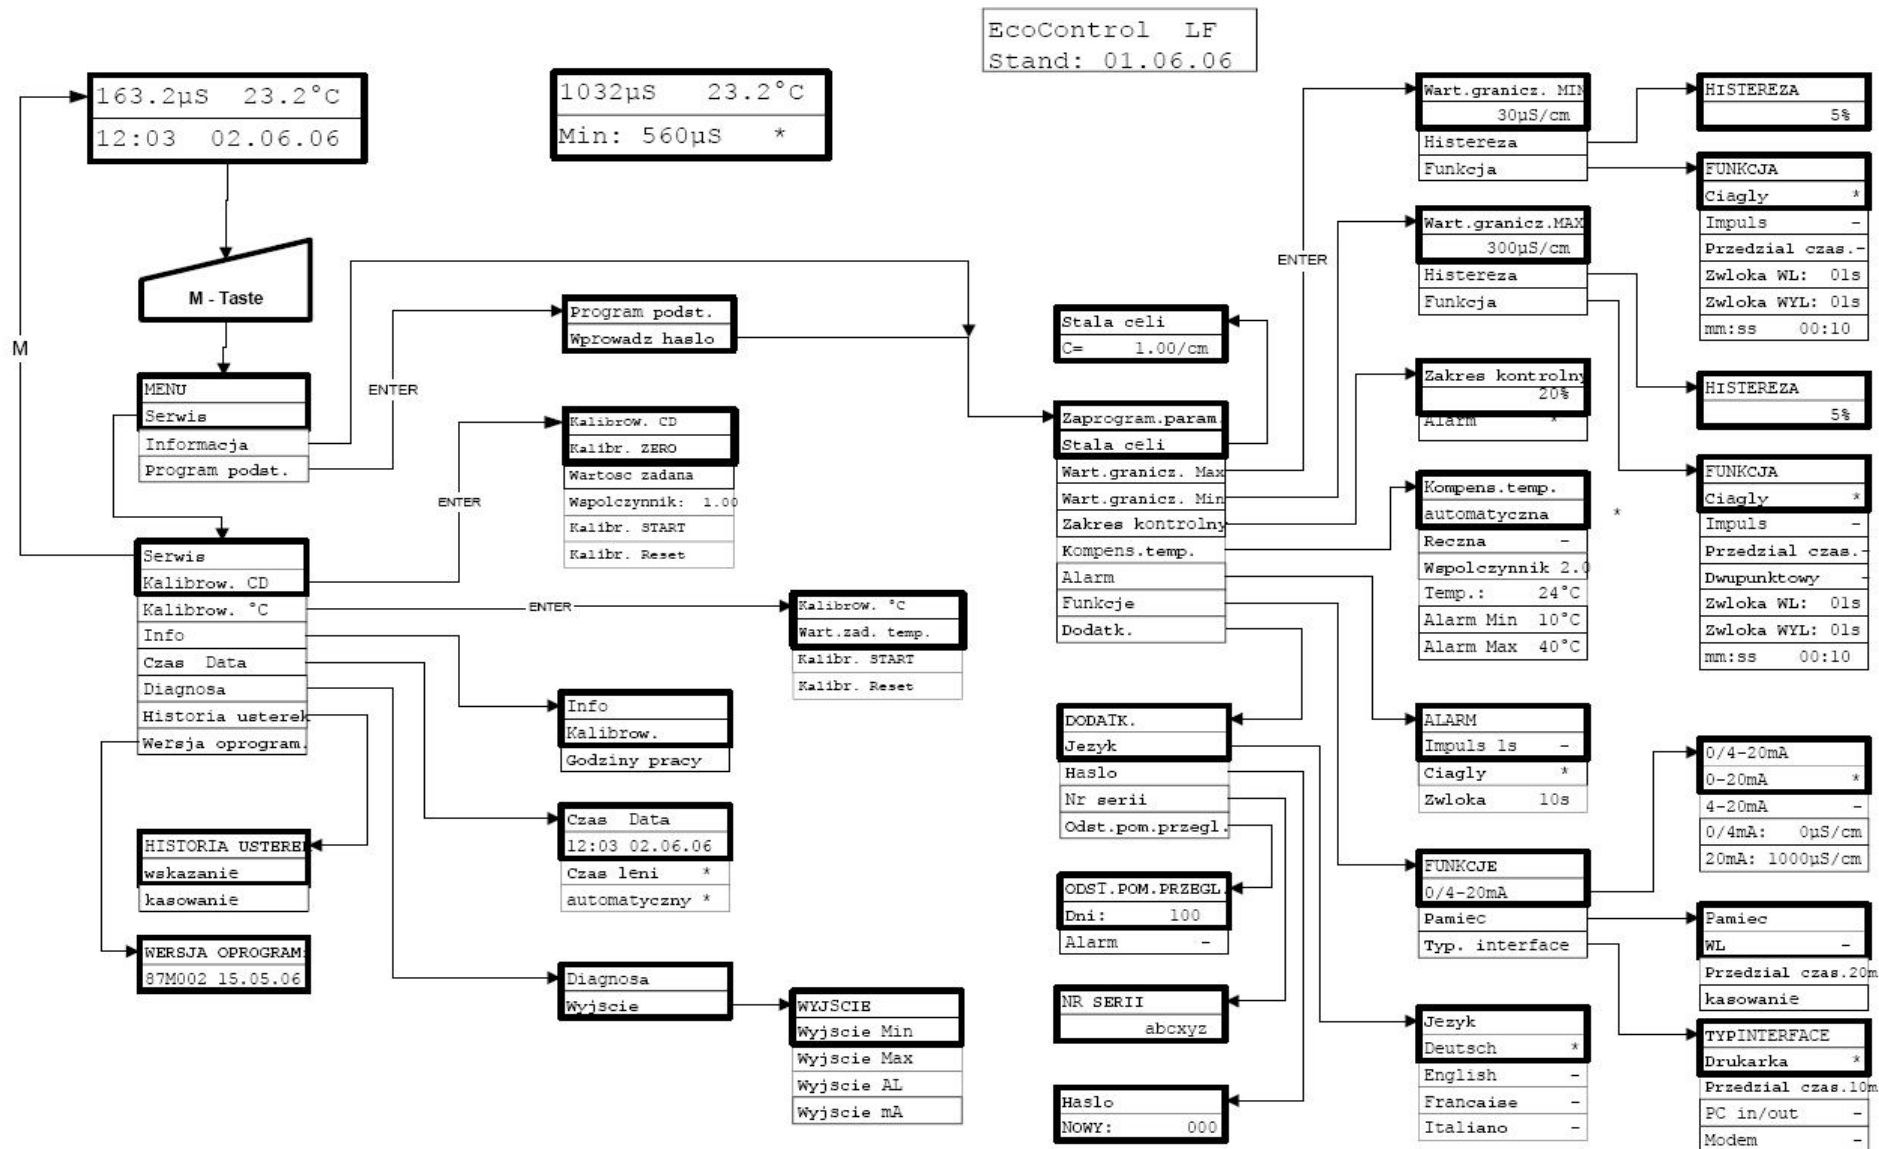 EcoControl LF
Stand: 01.06.06
163.2µS 23.2°C
12:03 02.06.06
1032µS 23.2°C
Min: 560µS *
M - Taste
M
MENU
Serwis
Informacja
Program podst.
ENTER
Program podst.
Wprowadz haslo
Serwis
Kalibrow. CD
Kalibrow. °C
Info
Czas Data
Diagnosa
Historia usterek
Wersja oprogram.
ENTER
Kalibrow. CD
Kalibr. ZERO
Wartosc zadana
Wspolczynnik: 1.00
Kalibr. START
Kalibr. Reset
ENTER
Kalibrow. °C
Wart.zad. temp.
Kalibr. START
Kalibr. Reset
Info
Kalibrow.
Godziny pracy
Czas Data
12:03 02.06.06
Czas leni *
automatyczny *
HISTORIA USTEREK
wskazanie
kasowanie
WERSJA OPROGRAM:
87M002 15.05.06
Diagnosa
Wyjscie
WYJŚCIE
Wyjscie Min
Wyjscie Max
Wyjscie AL
Wyjscie mA
Stala celi
C= 1.00/cm
Zaprogram.param.
Stala celi
Wart.granicz. Max
Wart.granicz. Min
Zakres kontrolny
Kompens.temp.
Alarm
Funkcje
Dodatk.
DODATK.
Jezyk
Haslo
Nr serii
Odst.pom.przegl.
ODST.POM.PRZEGL.
Dni: 100
Alarm -
NR SERII
abcxyz
Haslo
NOWY: 000
ENTER
Wart.granicz. MIN
30µS/cm
Histereza
Funkcja
Wart.granicz.MAX
300µS/cm
Histereza
Funkcja
Zakres kontrolny
20%
Alarm *
Kompens.temp.
automatyczna *
Reczna -
Wspolczynnik 2.0
Temp.: 24°C
Alarm Min 10°C
Alarm Max 40°C
ALARM
Impuls 1s -
Ciagly *
Zwloka 10s
FUNKCJE
0/4-20mA
Pamiec
Typ. interface
Jezyk
Deutsch *
English -
Francaise -
Italiano -
HISTEREZA
5%
FUNKCJA
Ciagly *
Impuls -
Przedzial czas.-
Zwloka WL: 01s
Zwloka WYL: 01s
mm:ss 00:10
HISTEREZA
5%
FUNKCJA
Ciagly *
Impuls -
Przedzial czas.-
Dwupunktowy -
Zwloka WL: 01s
Zwloka WYL: 01s
mm:ss 00:10
0/4-20mA
0-20mA *
4-20mA -
0/4mA: 0µS/cm
20mA: 1000µS/cm
Pamiec
WL -
Przedzial czas.20m
kasowanie
TYPINTERFACE
Drukarka *
Przedzial czas.10m
PC in/out -
Modem -